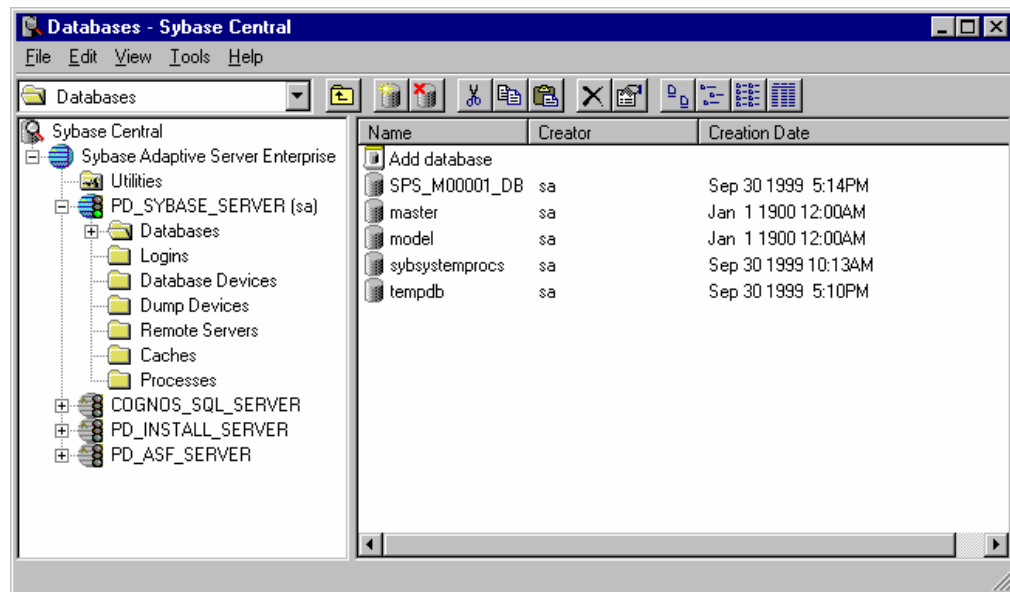 Databases - Sybase Central
File Edit View Tools Help
Databases
Sybase Central
Sybase Adaptive Server Enterprise
Utilities
PD_SYBASE_SERVER (sa)
Databases
Logins
Database Devices
Dump Devices
Remote Servers
Caches
Processes
COGNOS_SQL_SERVER
PD_INSTALL_SERVER
PD_ASF_SERVER
Name Creator Creation Date
Add database
SPS_M00001_DB sa Sep 30 1999 5:14PM
master sa Jan 1 1900 12:00AM
model sa Jan 1 1900 12:00AM
sybsystemprocs sa Sep 30 1999 10:13AM
tempdb sa Sep 30 1999 5:10PM